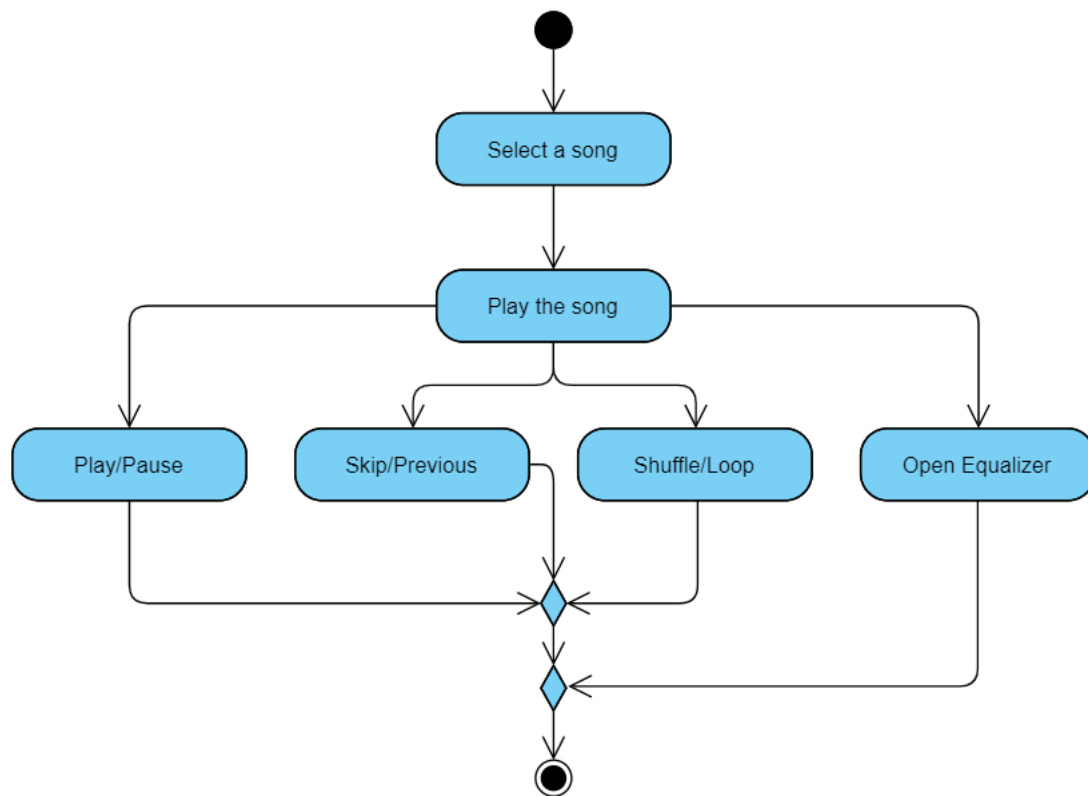 Select a song
Play the song
Play/Pause
Skip/Previous
Shuffle/Loop
Open Equalizer